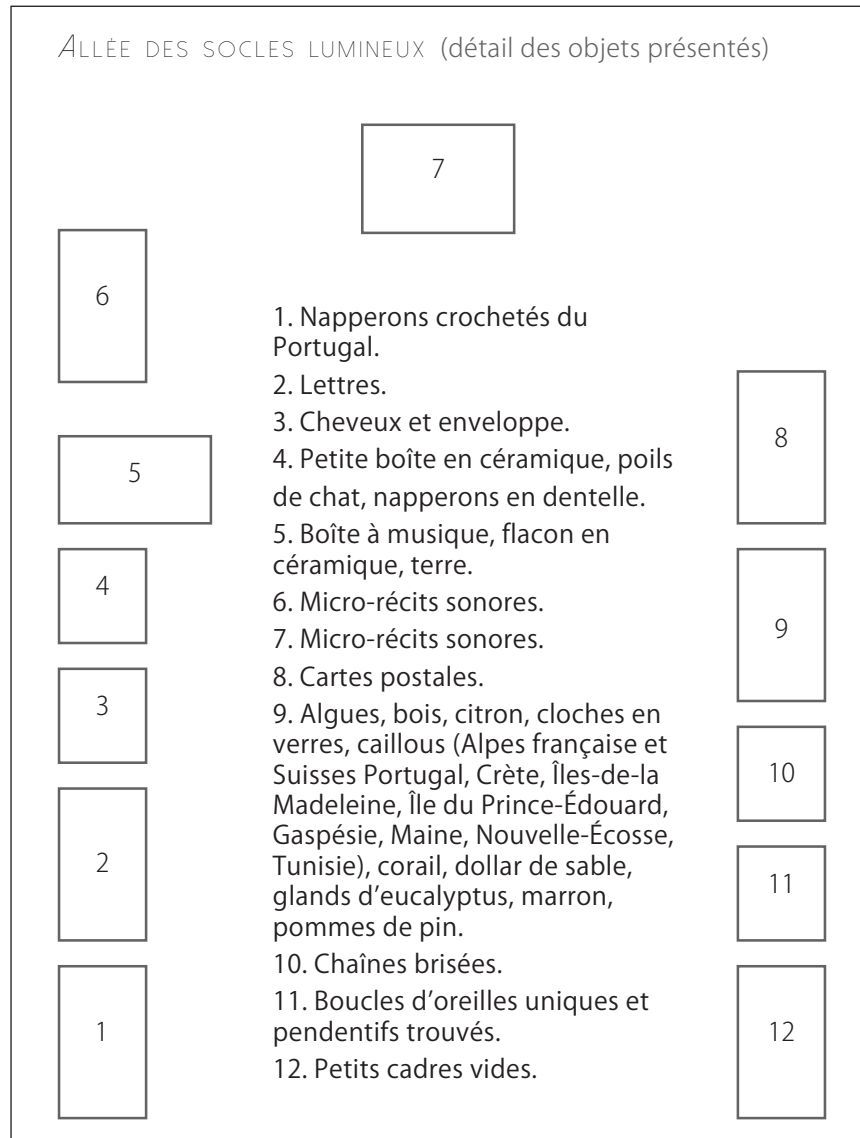 ALLÉE DES SOCLES LUMINEUX (détail des objets présentés)
7
6
1. Napperons crochetés du
Portugal.
2. Lettres.
3. Cheveux et enveloppe.
8
4. Petite boîte en céramique, poils
5
de chat, napperons en dentelle.
5. Boîte à musique, flacon en
céramique, terre.
4
6. Micro-récits sonores.
9
7. Micro-récits sonores.
8. Cartes postales.
3
9. Algues, bois, citron, cloches en
verres, caillous (Alpes française et
Suisses Portugal, Crète, Îles-de-la
10
Madeleine, Île du Prince-Édouard,
Gaspésie, Maine, Nouvelle-Écosse,
2
Tunisie), corail, dollar de sable,
11
glands d'eucalyptus, marron,
pommes de pin.
10. Chaînes brisées.
11. Boucles d'oreilles uniques et
1
pendentifs trouvés.
12
12. Petits cadres vides.